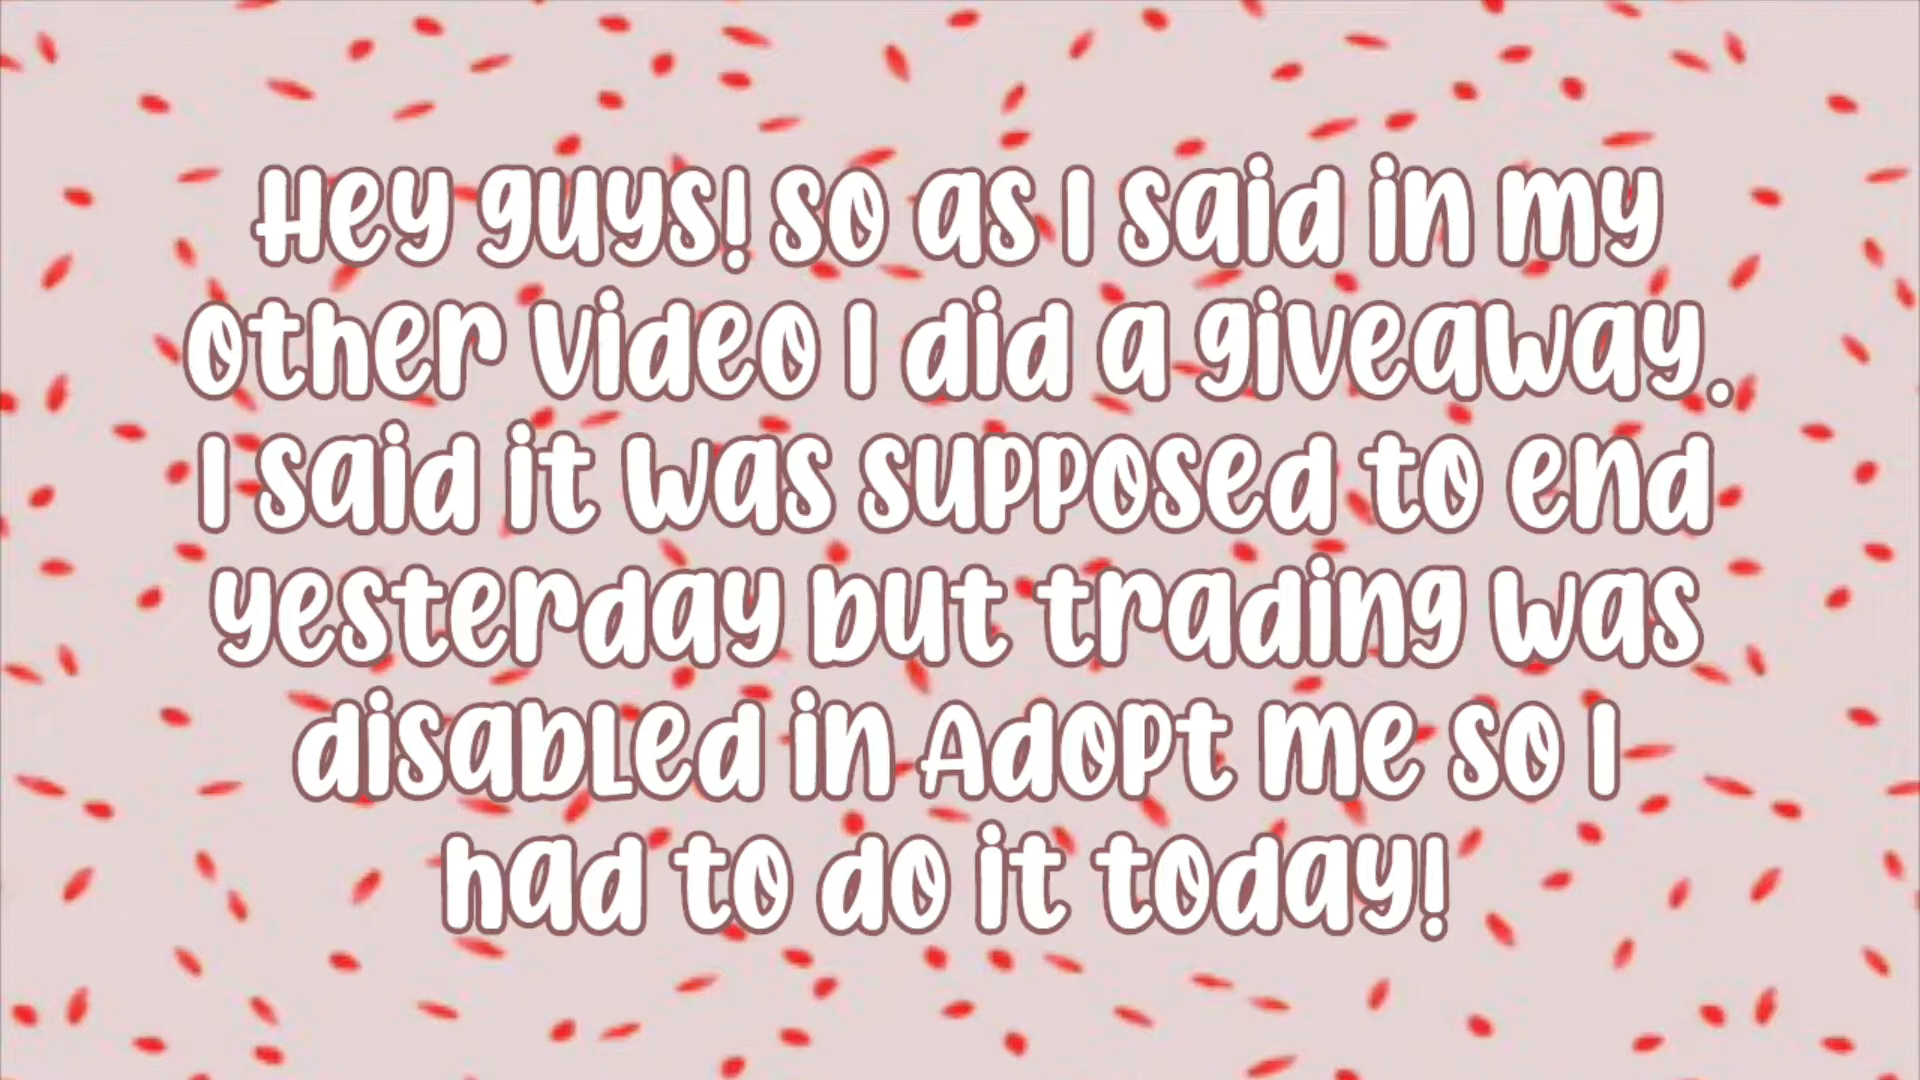 Hey guys! so as I said in my
other video I did a giveaway.
I said it was supposed to end
yesterday but trading was
disabled in Adopt me so I
had to do it today!